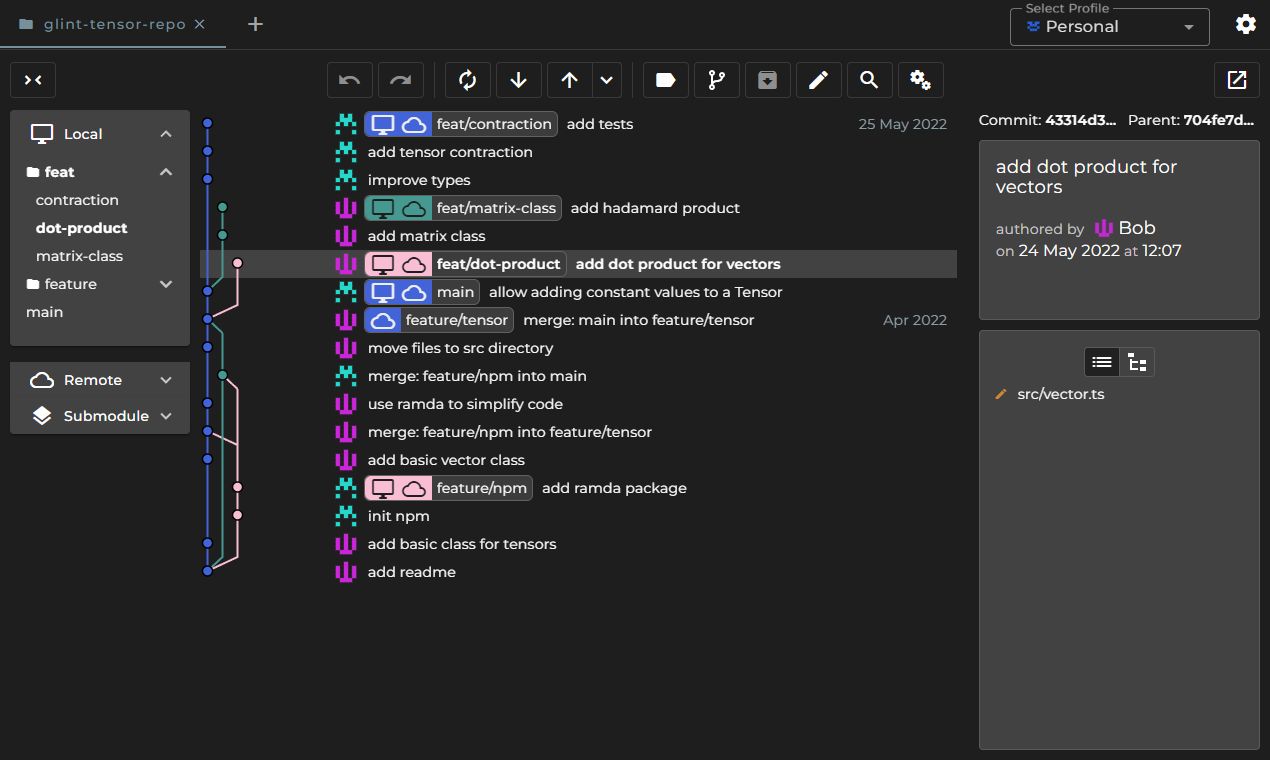 glint-tensor-repo
Select Profile
Personal
Local
feat
contraction
dot-product
matrix-class
feature
main
Remote
Submodule
feat/contraction add tests 25 May 2022
add tensor contraction
improve types
feat/matrix-class add hadamard product
add matrix class
feat/dot-product add dot product for vectors
main allow adding constant values to a Tensor
feature/tensor merge: main into feature/tensor Apr 2022
move files to src directory
merge: feature/npm into main
use ramda to simplify code
merge: feature/npm into feature/tensor
add basic vector class
feature/npm add ramda package
init npm
add basic class for tensors
add readme
Commit: 43314d3... Parent: 704fe7d...
add dot product for
vectors
authored by Bob
on 24 May 2022 at 12:07
src/vector.ts